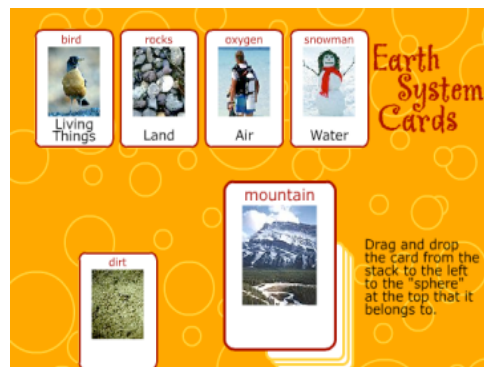 bird
Living
Things
rocks
Land
oxygen
Air
snowman
Water
Earth
System
Cards
mountain
dirt
Drag and drop
the card from the
stack to the left
to the "sphere"
at the top that it
belongs to.